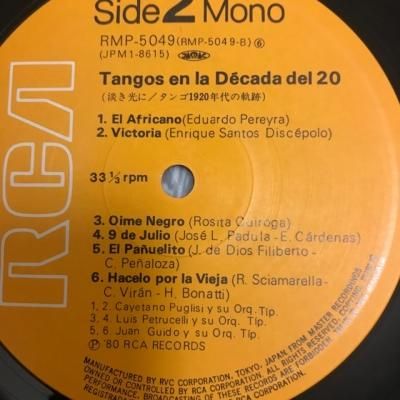 Side 2 Mono
RMP-5049 (RMP-5049-B) ⑥
(JPM1-8615)
Tangos en la Década del 20
(淡き光に/タンゴ1920年代の軌跡)
1. El Africano (Eduardo Pereyra)
2. Victoria (Enrique Santos Discépolo)
33⅓ rpm
3. Oime Negro (Rosita Quiroga)
4. 9 de Julio (José L. Padula - E. Cárdenas)
5. El Pañuelito (J. de Dios Filiberto -
C. Peñaloza)
6. Hacelo por la Vieja (R. Sciamarella-
C. Virán - H. Bonatti)
1, 2. Cayetano Puglisi y su Orq. Típ.
3, 4. Luis Petrucelli y su Orq. Típ.
5, 6. Juan Guido y su Orq. Típ.
Ⓟ '80 RCA RECORDS
MANUFACTURED BY RVC CORPORATION, TOKYO, JAPAN. FROM MASTER RECORDINGS
OWNED OR CONTROLLED BY RCA CORPORATION. ALL RIGHTS
PERFORMANCE, BROADCASTING OF THESE RECORDS ARE FORBIDDEN.
REGISTRADA
RCA CORPORATION.
RCA